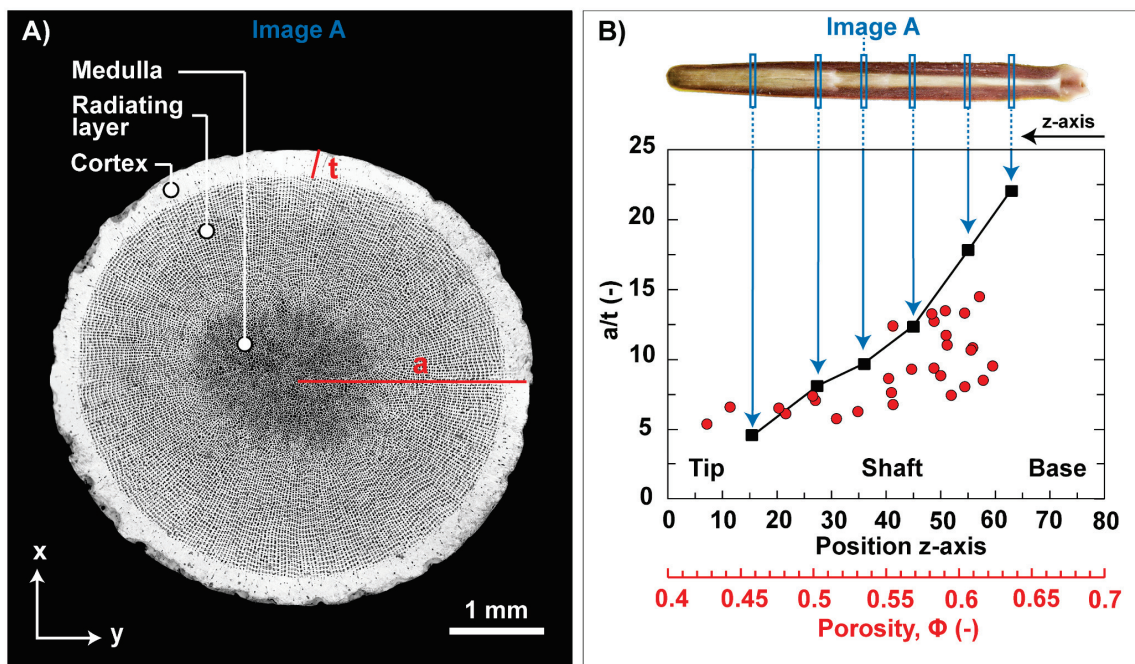 A)
Image A
Medulla
Radiating
layer
Cortex
t
a
x
y
1 mm
B)
Image A
z-axis
25
20
15
10
5
0
a/t (-)
Tip
Shaft
Base
0 10 20 30 40 50 60 70 80
Position z-axis
0.4 0.45 0.5 0.55 0.6 0.65 0.7
Porosity, Φ (-)